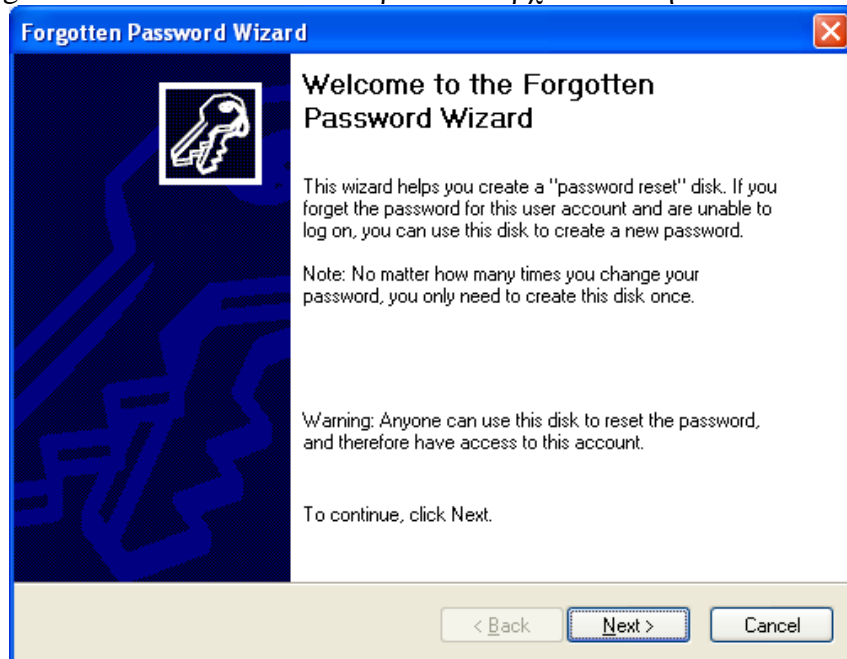 Forgotten Password Wizard
Welcome to the Forgotten
Password Wizard
This wizard helps you create a "password reset" disk. If you
forget the password for this user account and are unable to
log on, you can use this disk to create a new password.
Note: No matter how many times you change your
password, you only need to create this disk once.
Warning: Anyone can use this disk to reset the password,
and therefore have access to this account.
To continue, click Next.
< Back Next > Cancel